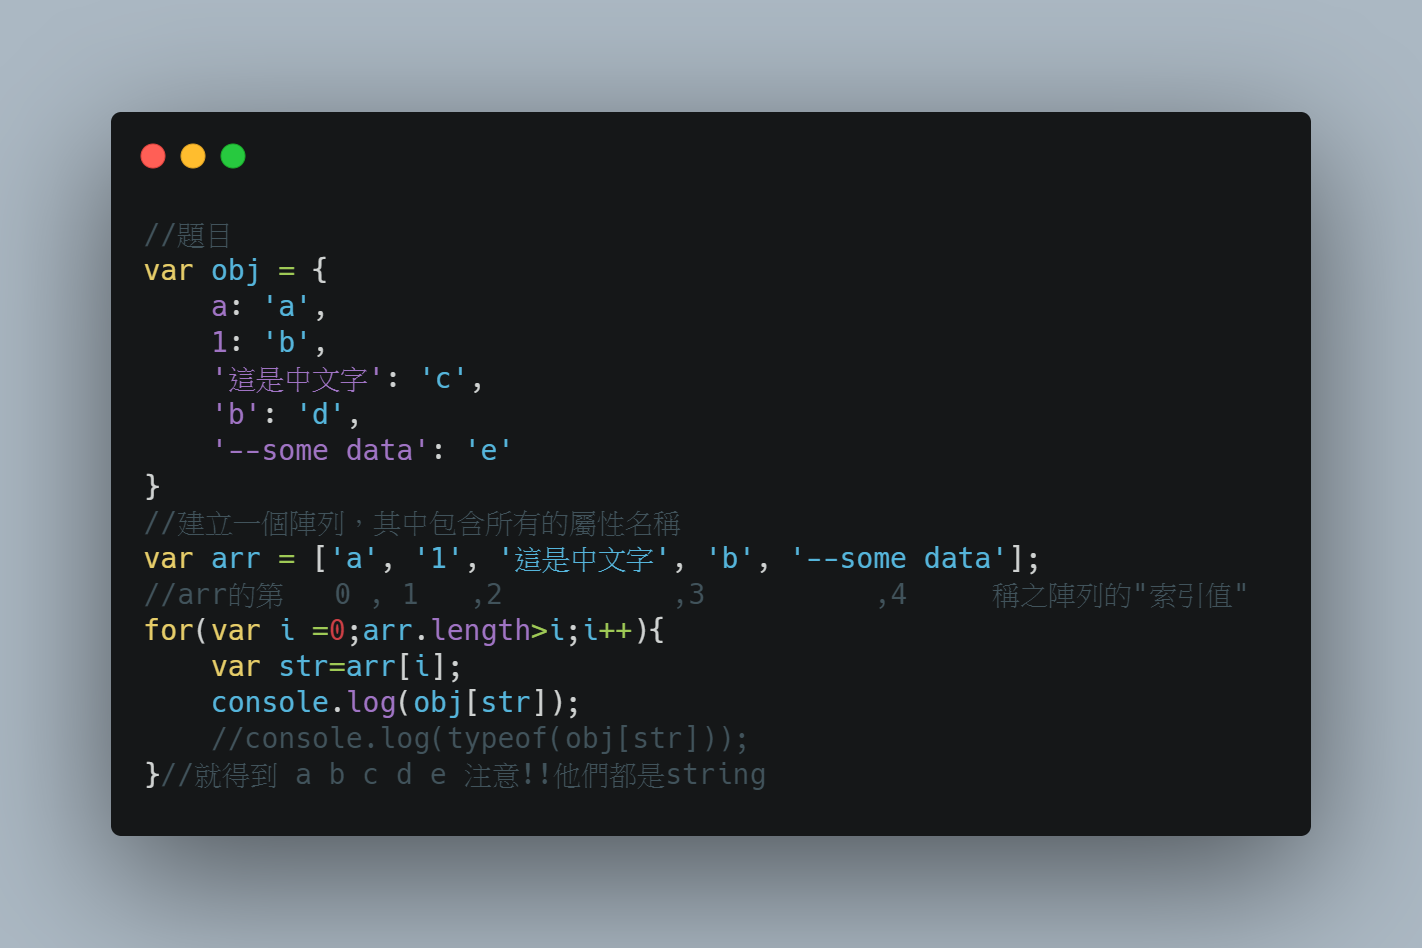 //題目
var obj = {
    a: 'a',
    1: 'b',
    '這是中文字': 'c',
    'b': 'd',
    '--some data': 'e'
}
//建立一個陣列，其中包含所有的屬性名稱
var arr = ['a', '1', '這是中文字', 'b', '--some data'];
//arr的第   0 , 1   ,2          ,3          ,4     稱之陣列的"索引值"
for(var i =0;arr.length>i;i++){
    var str=arr[i];
    console.log(obj[str]);
    //console.log(typeof(obj[str]));
}//就得到 a b c d e 注意!!他們都是string